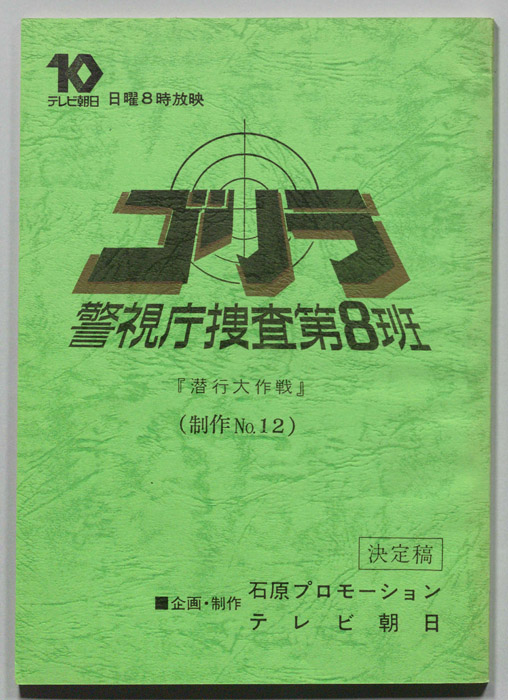 10
テレビ朝日 日曜8時放映
ゴリラ
警視庁捜査第8班
『潜行大作戦』
(制作No.12)
決定稿
■企画・制作 石原プロモーション
テレビ朝日